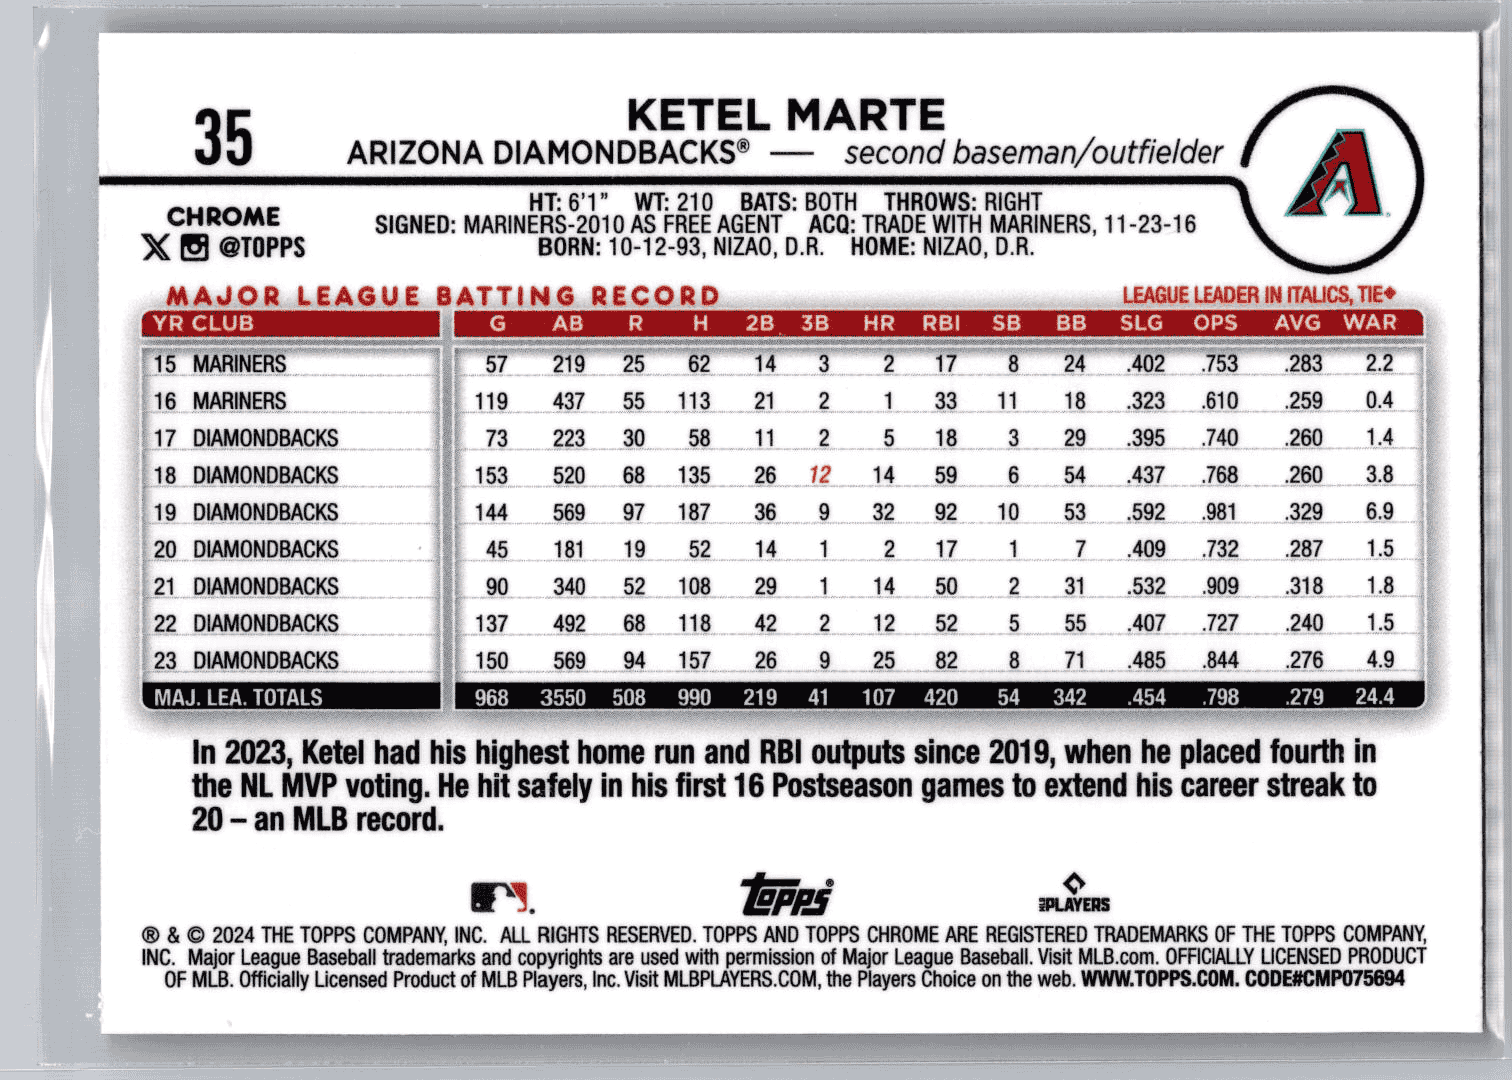 35
KETEL MARTE
ARIZONA DIAMONDBACKS® — second baseman/outfielder
CHROME
@TOPPS
HT: 6'1" WT: 210 BATS: BOTH THROWS: RIGHT
SIGNED: MARINERS-2010 AS FREE AGENT ACQ: TRADE WITH MARINERS, 11-23-16
BORN: 10-12-93, NIZAO, D.R. HOME: NIZAO, D.R.
MAJOR LEAGUE BATTING RECORD LEAGUE LEADER IN ITALICS, TIE◆
YR CLUB G AB R H 2B 3B HR RBI SB BB SLG OPS AVG WAR
15 MARINERS 57 219 25 62 14 3 2 17 8 24 .402 .753 .283 2.2
16 MARINERS 119 437 55 113 21 2 1 33 11 18 .323 .610 .259 0.4
17 DIAMONDBACKS 73 223 30 58 11 2 5 18 3 29 .395 .740 .260 1.4
18 DIAMONDBACKS 153 520 68 135 26 12 14 59 6 54 .437 .768 .260 3.8
19 DIAMONDBACKS 144 569 97 187 36 9 32 92 10 53 .592 .981 .329 6.9
20 DIAMONDBACKS 45 181 19 52 14 1 2 17 1 7 .409 .732 .287 1.5
21 DIAMONDBACKS 90 340 52 108 29 1 14 50 2 31 .532 .909 .318 1.8
22 DIAMONDBACKS 137 492 68 118 42 2 12 52 5 55 .407 .727 .240 1.5
23 DIAMONDBACKS 150 569 94 157 26 9 25 82 8 71 .485 .844 .276 4.9
MAJ. LEA. TOTALS 968 3550 508 990 219 41 107 420 54 342 .454 .798 .279 24.4
In 2023, Ketel had his highest home run and RBI outputs since 2019, when he placed fourth in
the NL MVP voting. He hit safely in his first 16 Postseason games to extend his career streak to
20 – an MLB record.
Topps®
MLB PLAYERS
® & © 2024 THE TOPPS COMPANY, INC. ALL RIGHTS RESERVED. TOPPS AND TOPPS CHROME ARE REGISTERED TRADEMARKS OF THE TOPPS COMPANY,
INC. Major League Baseball trademarks and copyrights are used with permission of Major League Baseball. Visit MLB.com. OFFICIALLY LICENSED PRODUCT
OF MLB. Officially Licensed Product of MLB Players, Inc. Visit MLBPLAYERS.COM, the Players Choice on the web. WWW.TOPPS.COM. CODE#CMP075694